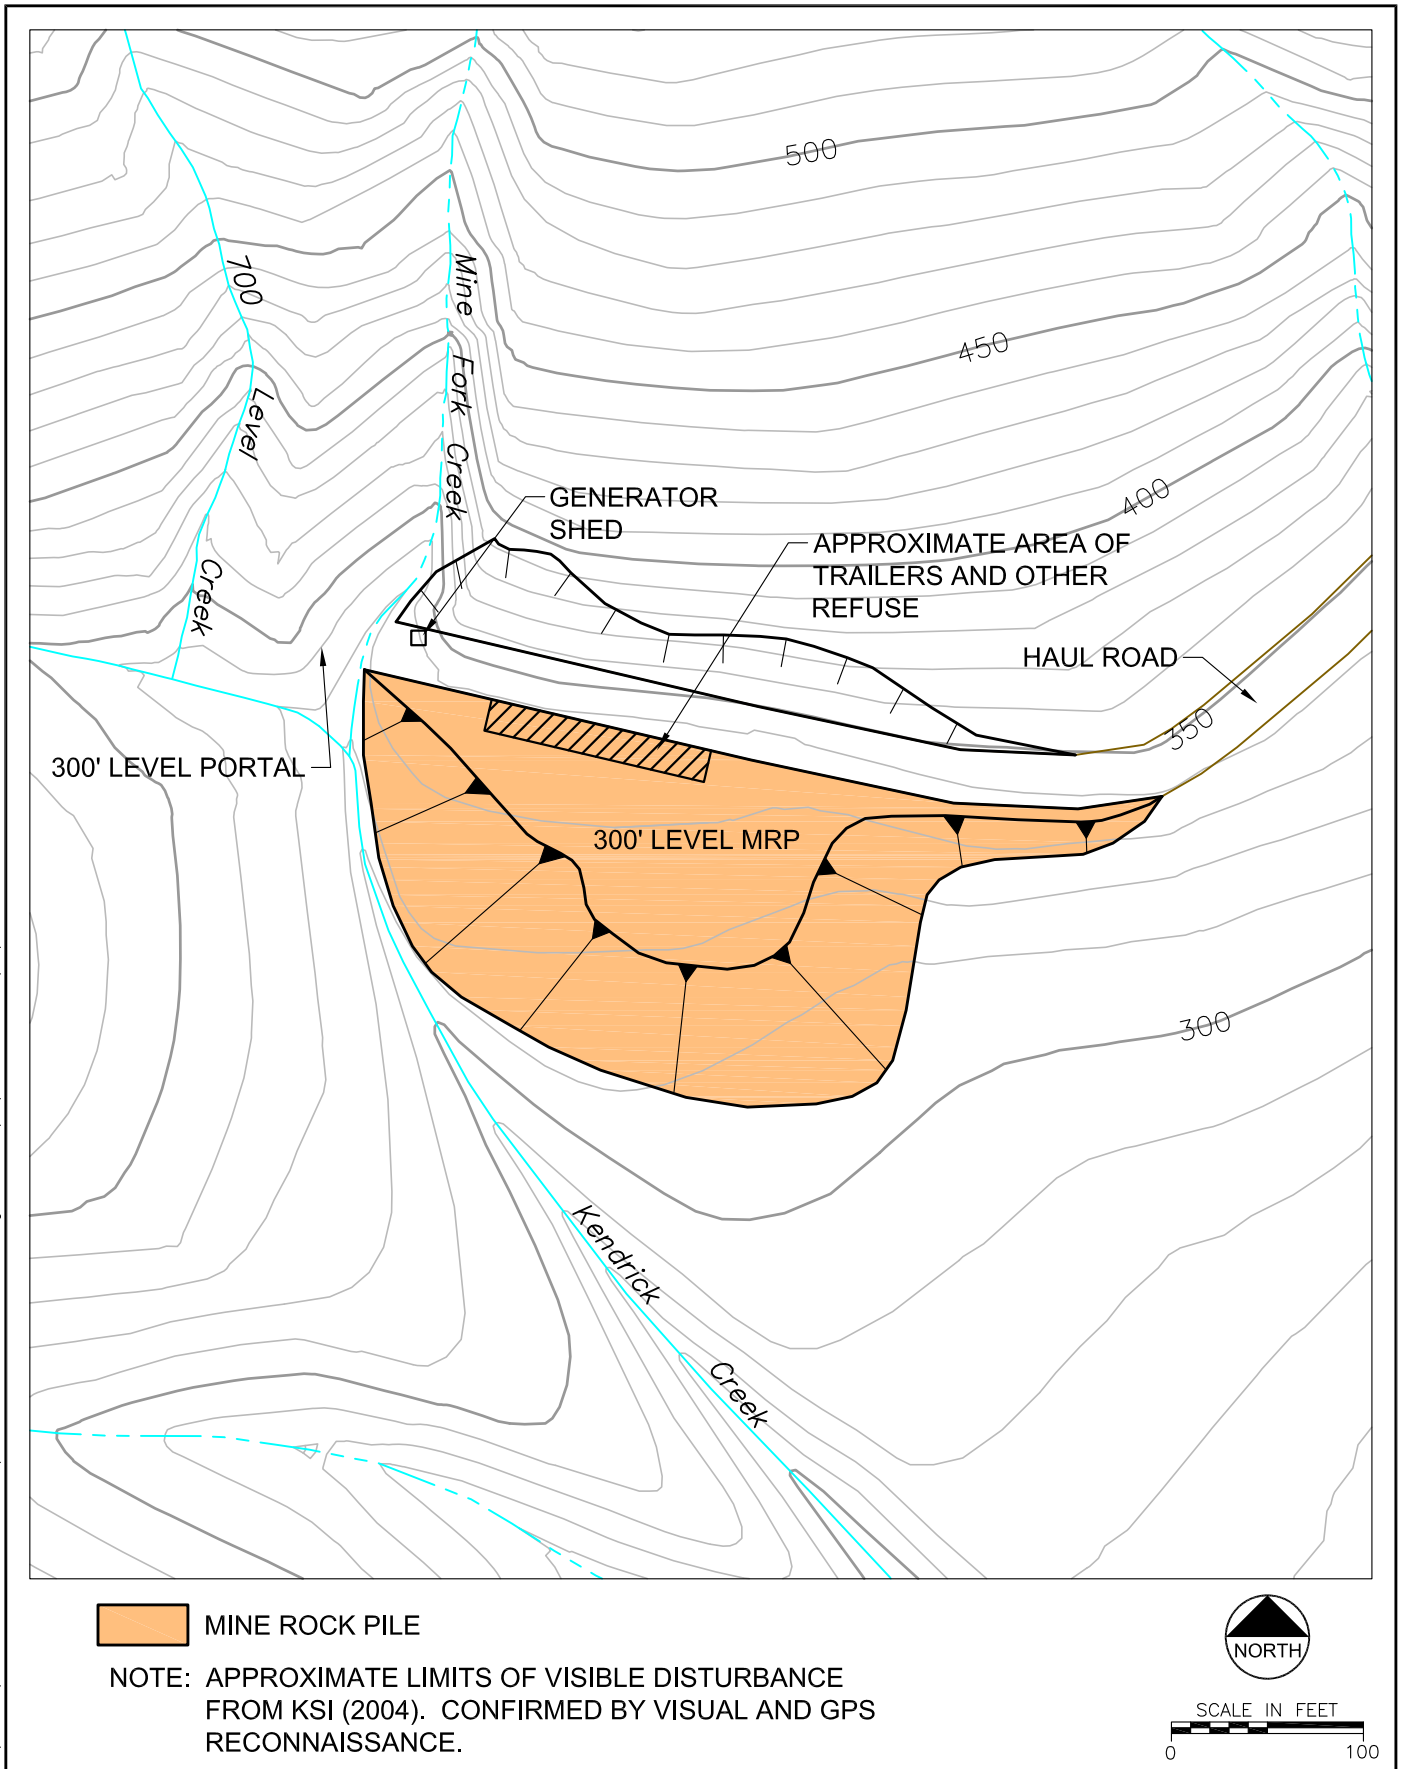 500
700
Level
Creek
Mine
Fork
Creek
450
400
GENERATOR
SHED
APPROXIMATE AREA OF
TRAILERS AND OTHER
REFUSE
HAUL ROAD
350
300' LEVEL PORTAL
300' LEVEL MRP
300
Kendrick
Creek
MINE ROCK PILE
NOTE: APPROXIMATE LIMITS OF VISIBLE DISTURBANCE
FROM KSI (2004). CONFIRMED BY VISUAL AND GPS
RECONNAISSANCE.
NORTH
SCALE IN FEET
0 100